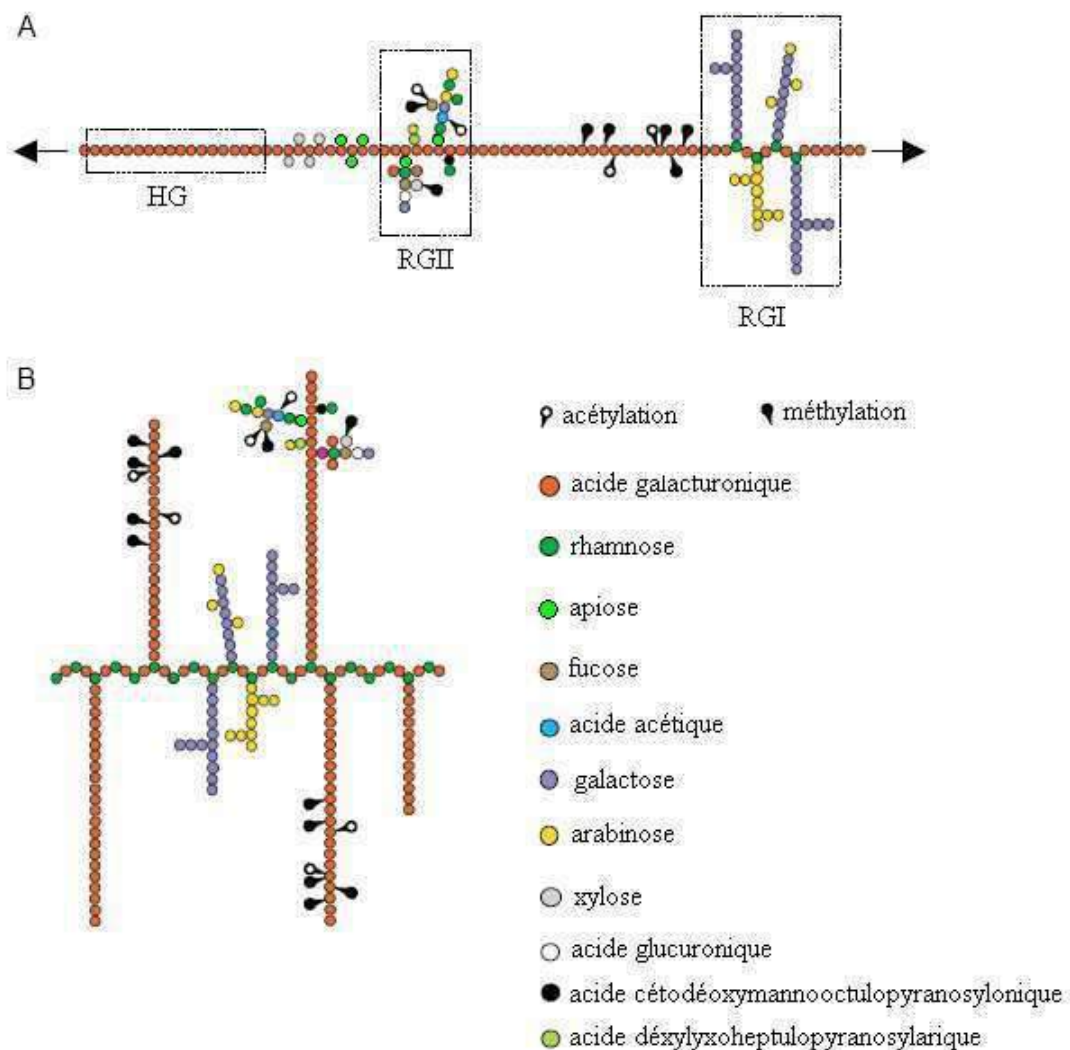 A
HG
RGII
RGI
B
acétylation
méthylation
acide galacturonique
rhamnose
apiose
fucose
acide acétique
galactose
arabinose
xylose
acide glucuronique
acide cétodéoxymannooctulopyranosylonique
acide déxylyxoheptulopyranosylarique